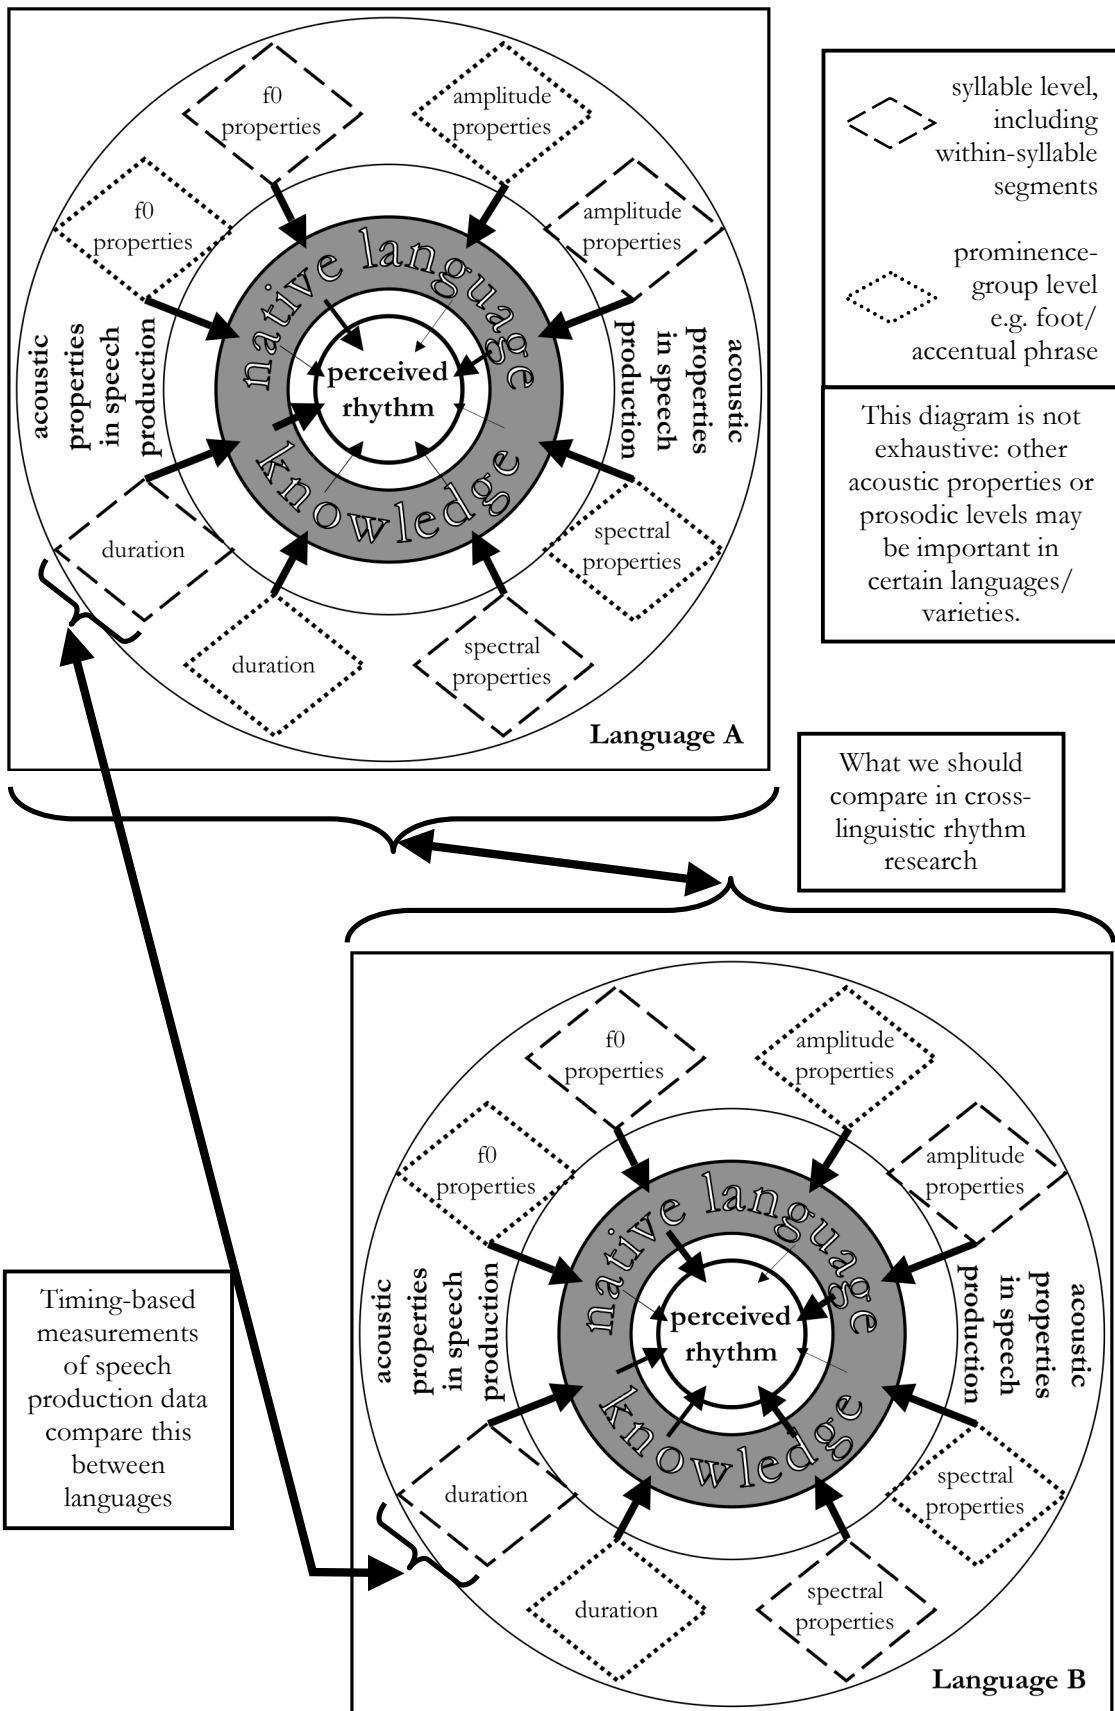 f0
properties
amplitude
properties
f0
properties
amplitude
properties
native language
knowledge
perceived
rhythm
acoustic
properties
in speech
production
acoustic
properties
in speech
production
duration
spectral
properties
duration
spectral
properties
Language A
syllable level,
including
within-syllable
segments
prominence-
group level
e.g. foot/
accentual phrase
This diagram is not
exhaustive: other
acoustic properties or
prosodic levels may
be important in
certain languages/
varieties.
What we should
compare in cross-
linguistic rhythm
research
Timing-based
measurements
of speech
production data
compare this
between
languages
f0
properties
amplitude
properties
f0
properties
amplitude
properties
native language
knowledge
perceived
rhythm
acoustic
properties
in speech
production
acoustic
properties
in speech
production
duration
spectral
properties
duration
spectral
properties
Language B